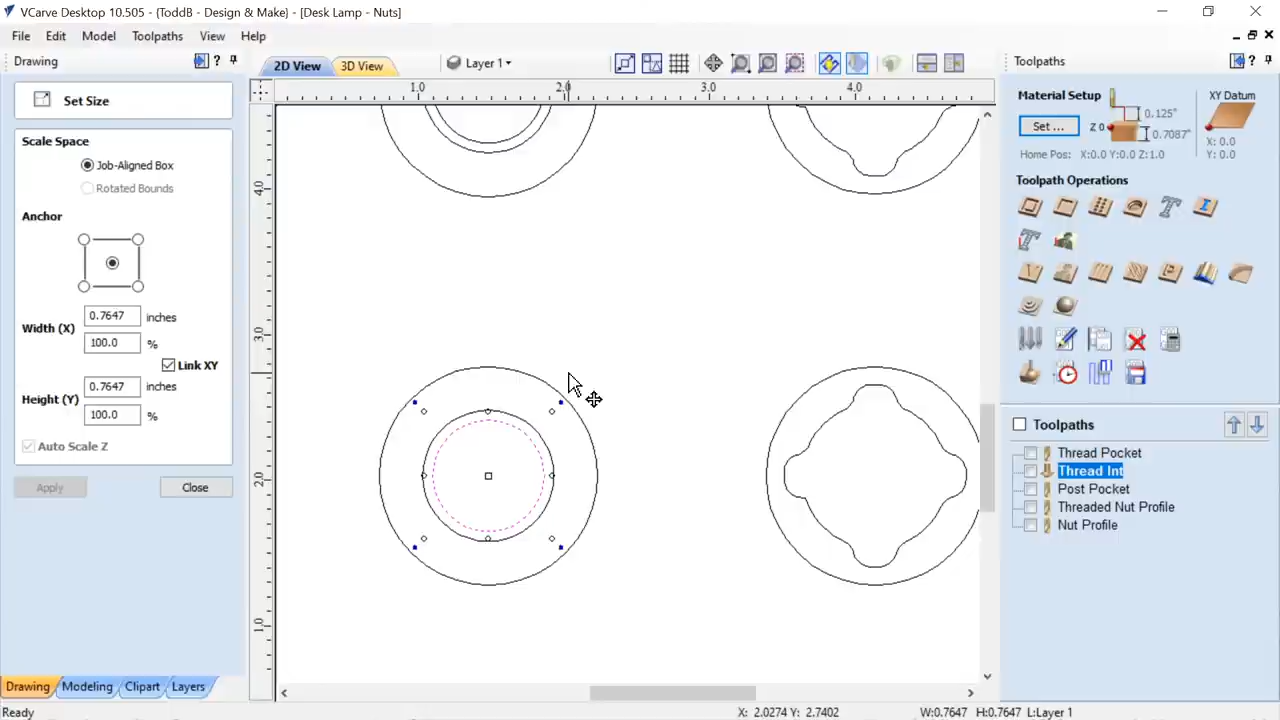 VCarve Desktop 10.505 - {ToddB - Design & Make} - [Desk Lamp - Nuts]
File Edit Model Toolpaths View Help
Drawing
2D View
3D View
Layer 1
Toolpaths
Set Size
Scale Space
Job-Aligned Box
Rotated Bounds
Anchor
Width (X)
0.7647 inches
100.0 %
Link XY
Height (Y)
0.7647 inches
100.0 %
Auto Scale Z
Apply
Close
Drawing Modeling Clipart Layers
1.0 2.0 3.0 4.0
4.0
3.0
2.0
1.0
Material Setup
Set ...
Z 0
0.125"
0.7087"
XY Datum
X: 0.0
Y: 0.0
Home Pos: X:0.0 Y:0.0 Z:1.0
Toolpath Operations
Toolpaths
Thread Pocket
Thread Int
Post Pocket
Threaded Nut Profile
Nut Profile
Ready
X: 2.0274 Y: 2.7402
W:0.7647 H:0.7647 L:Layer 1